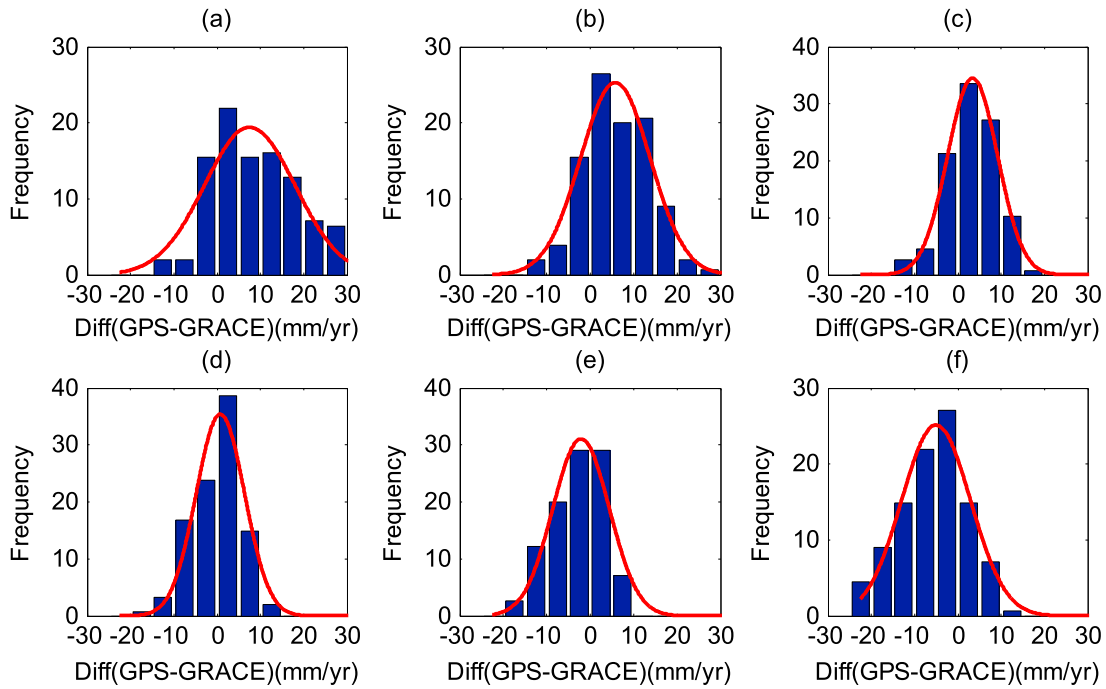 (a) (b) (c)
30 30 40
Frequency Frequency Frequency
20 20 30
20
10 10 10
0 0 0
-30 -20 -10 0 10 20 30 -30 -20 -10 0 10 20 30 -30 -20 -10 0 10 20 30
Diff(GPS-GRACE)(mm/yr) Diff(GPS-GRACE)(mm/yr) Diff(GPS-GRACE)(mm/yr)
(d) (e) (f)
40 40 30
Frequency Frequency Frequency
30 30 20
20 20
10 10 10
0 0 0
-30 -20 -10 0 10 20 30 -30 -20 -10 0 10 20 30 -30 -20 -10 0 10 20 30
Diff(GPS-GRACE)(mm/yr) Diff(GPS-GRACE)(mm/yr) Diff(GPS-GRACE)(mm/yr)